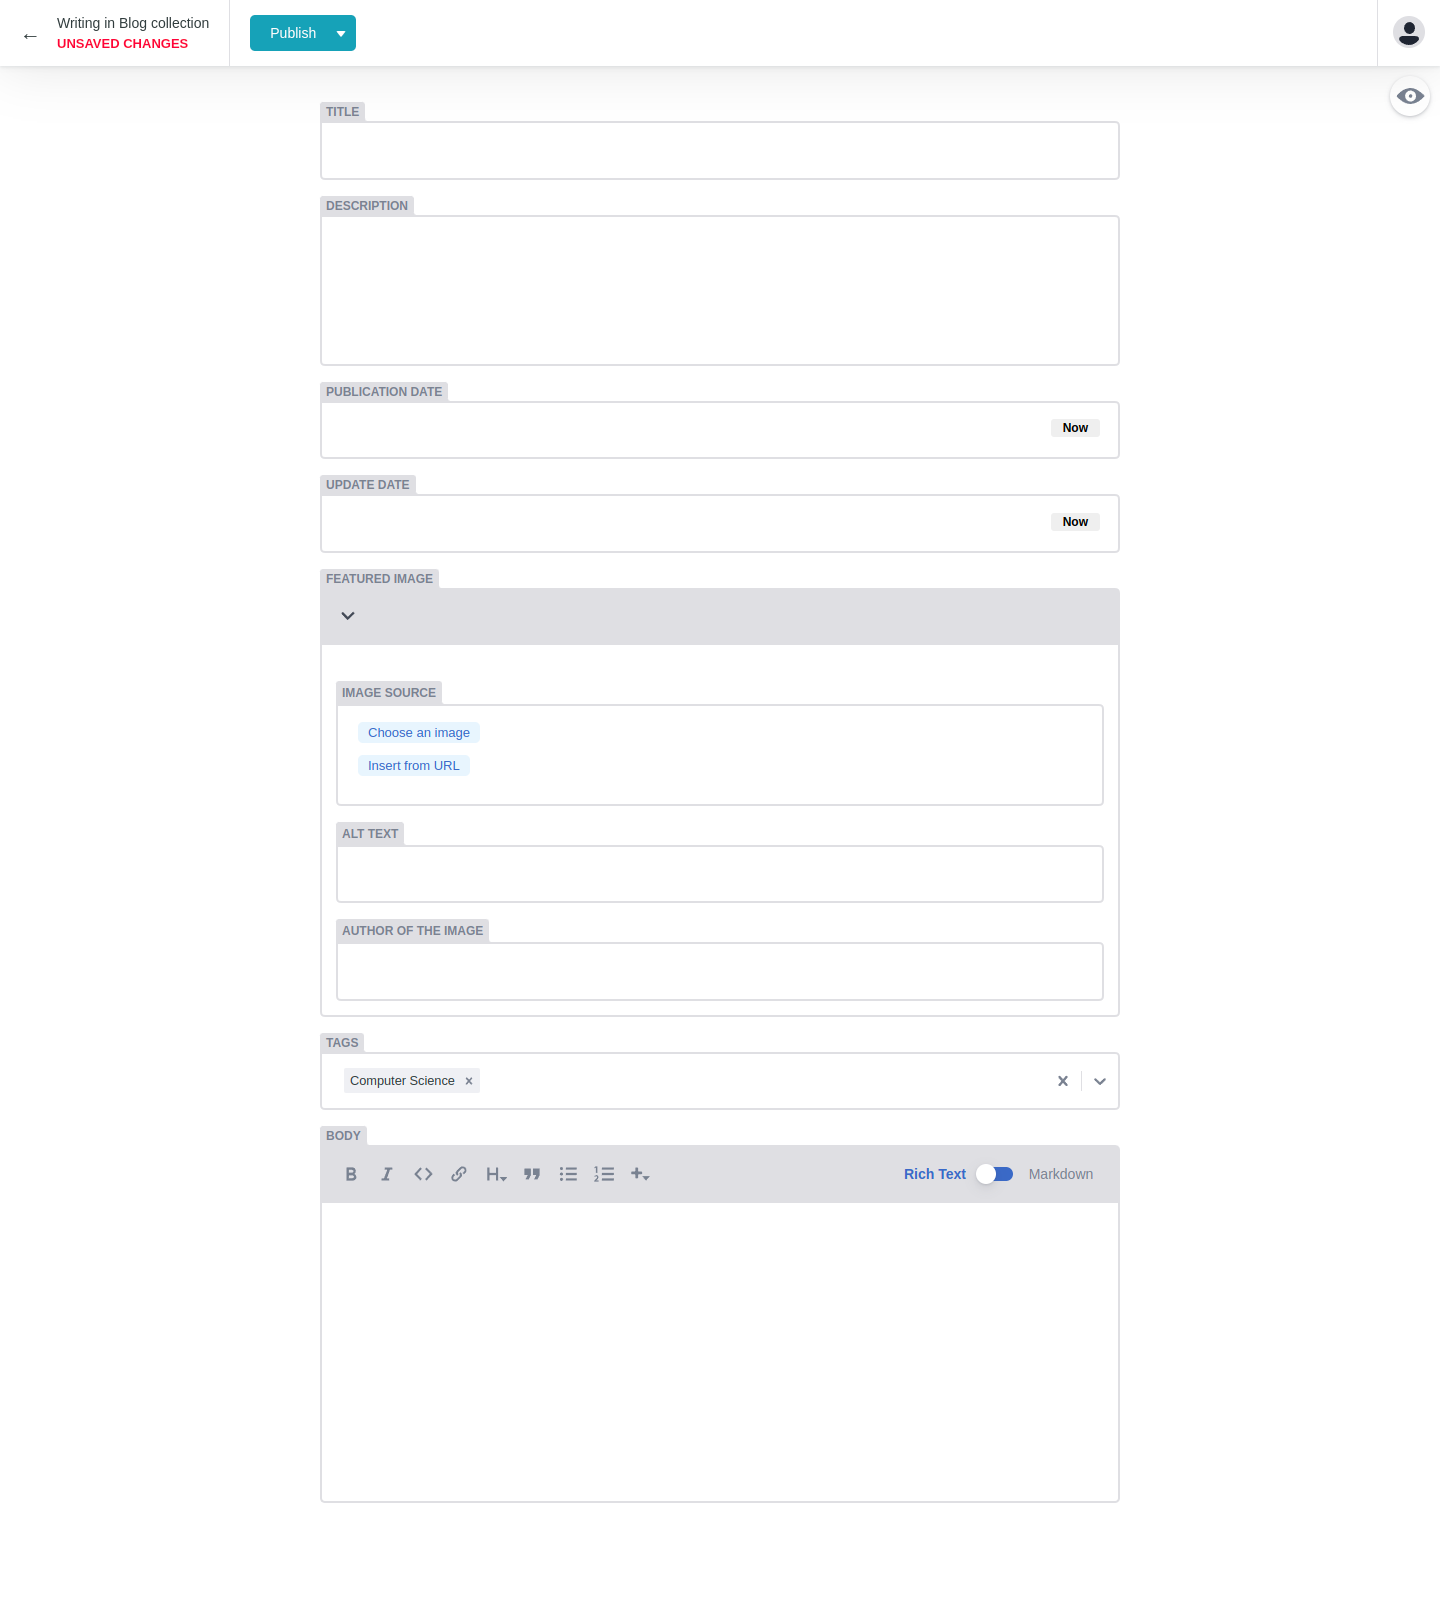 Writing in Blog collection
UNSAVED CHANGES
Publish
TITLE
DESCRIPTION
PUBLICATION DATE
Now
UPDATE DATE
Now
FEATURED IMAGE
IMAGE SOURCE
Choose an image
Insert from URL
ALT TEXT
AUTHOR OF THE IMAGE
TAGS
Computer Science
BODY
Rich Text Markdown